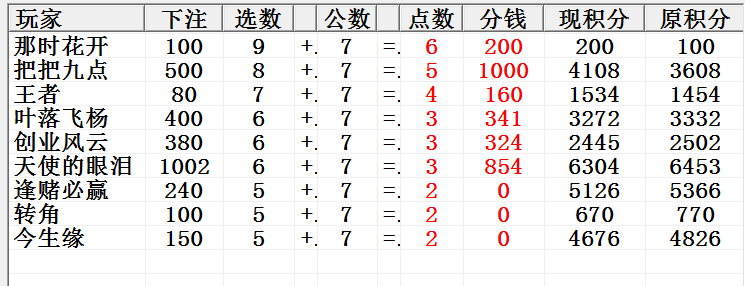 玩家 下注 选数 公数 点数 分钱 现积分 原积分
那时花开 100 9 +. 7 =. 6 200 200 100
把把九点 500 8 +. 7 =. 5 1000 4108 3608
王者 80 7 +. 7 =. 4 160 1534 1454
叶落飞杨 400 6 +. 7 =. 3 341 3272 3332
创业风云 380 6 +. 7 =. 3 324 2445 2502
天使的眼泪 1002 6 +. 7 =. 3 854 6304 6453
逢赌必赢 240 5 +. 7 =. 2 0 5126 5366
转角 100 5 +. 7 =. 2 0 670 770
今生缘 150 5 +. 7 =. 2 0 4676 4826